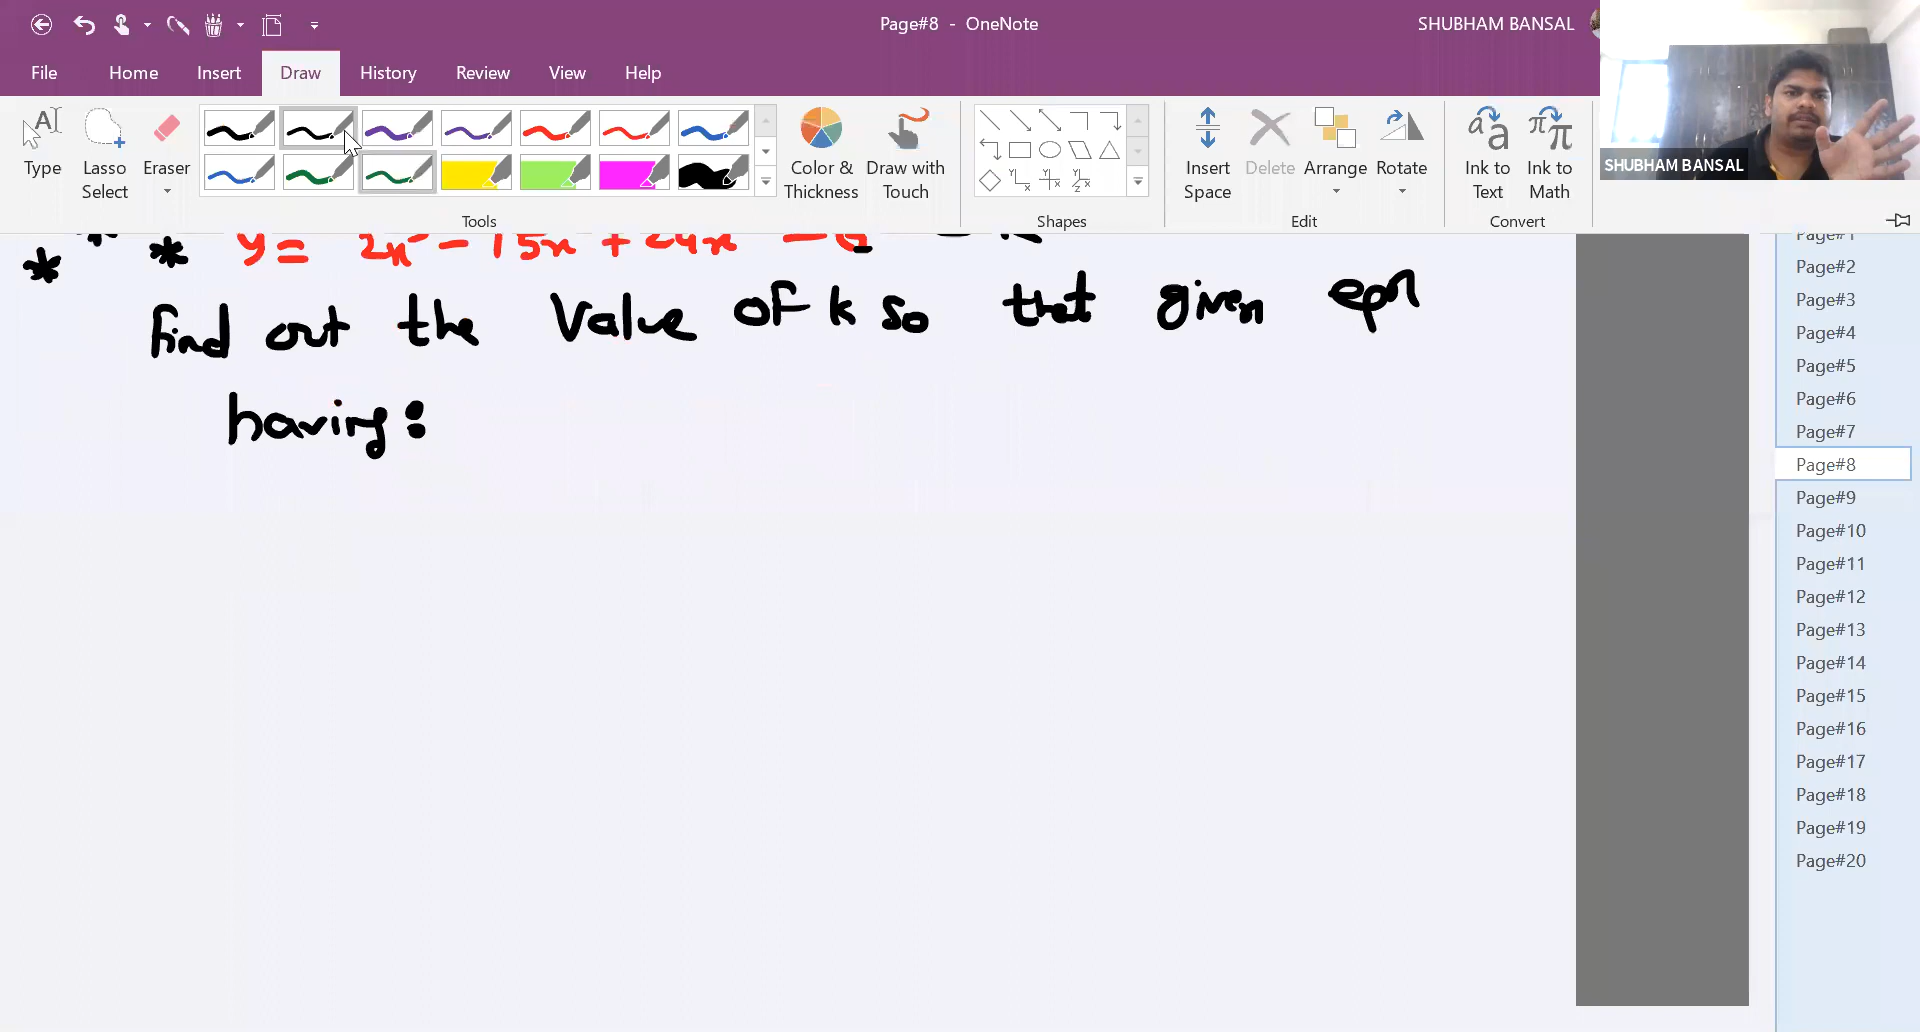 Page#8 - OneNote
SHUBHAM BANSAL
File Home Insert Draw History Review View Help
Type
Lasso Select
Eraser
Color & Thickness
Draw with Touch
Insert Space
Delete
Arrange
Rotate
Ink to Text
Ink to Math
SHUBHAM BANSAL
Tools
Shapes
Edit
Convert
Page#1
Page#2
Page#3
Page#4
Page#5
Page#6
Page#7
Page#8
Page#9
Page#10
Page#11
Page#12
Page#13
Page#14
Page#15
Page#16
Page#17
Page#18
Page#19
Page#20
* * * y =
Find out the Value of k so that given eqn
having: